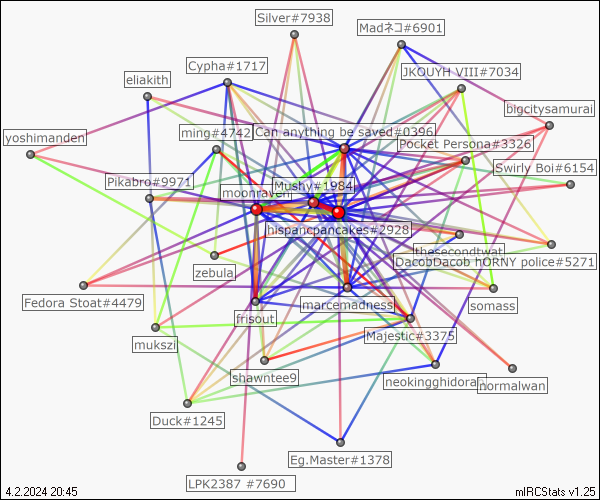 Silver#7938
Madネコ#6901
Cypha#1717
JKOUYH VIII#7034
eliakith
bigcitysamurai
ming#4742
Can anything be saved#0396
yoshimanden
Pocket Persona#3326
Swirly Boi#6154
Pikabro#9971
moonraven
Mushy#1984
hispancpancakes#2928
thesecondtwat
DacobDacob hORNY police#5271
zebula
Fedora Stoat#4479
marcemadness
somass
frisout
Majestic#3375
mukszi
shawntee9
neokingghidorah
normalwan
Duck#1245
Eg.Master#1378
LPK2387 #7690
4.2.2024 20:45
mIRCStats v1.25